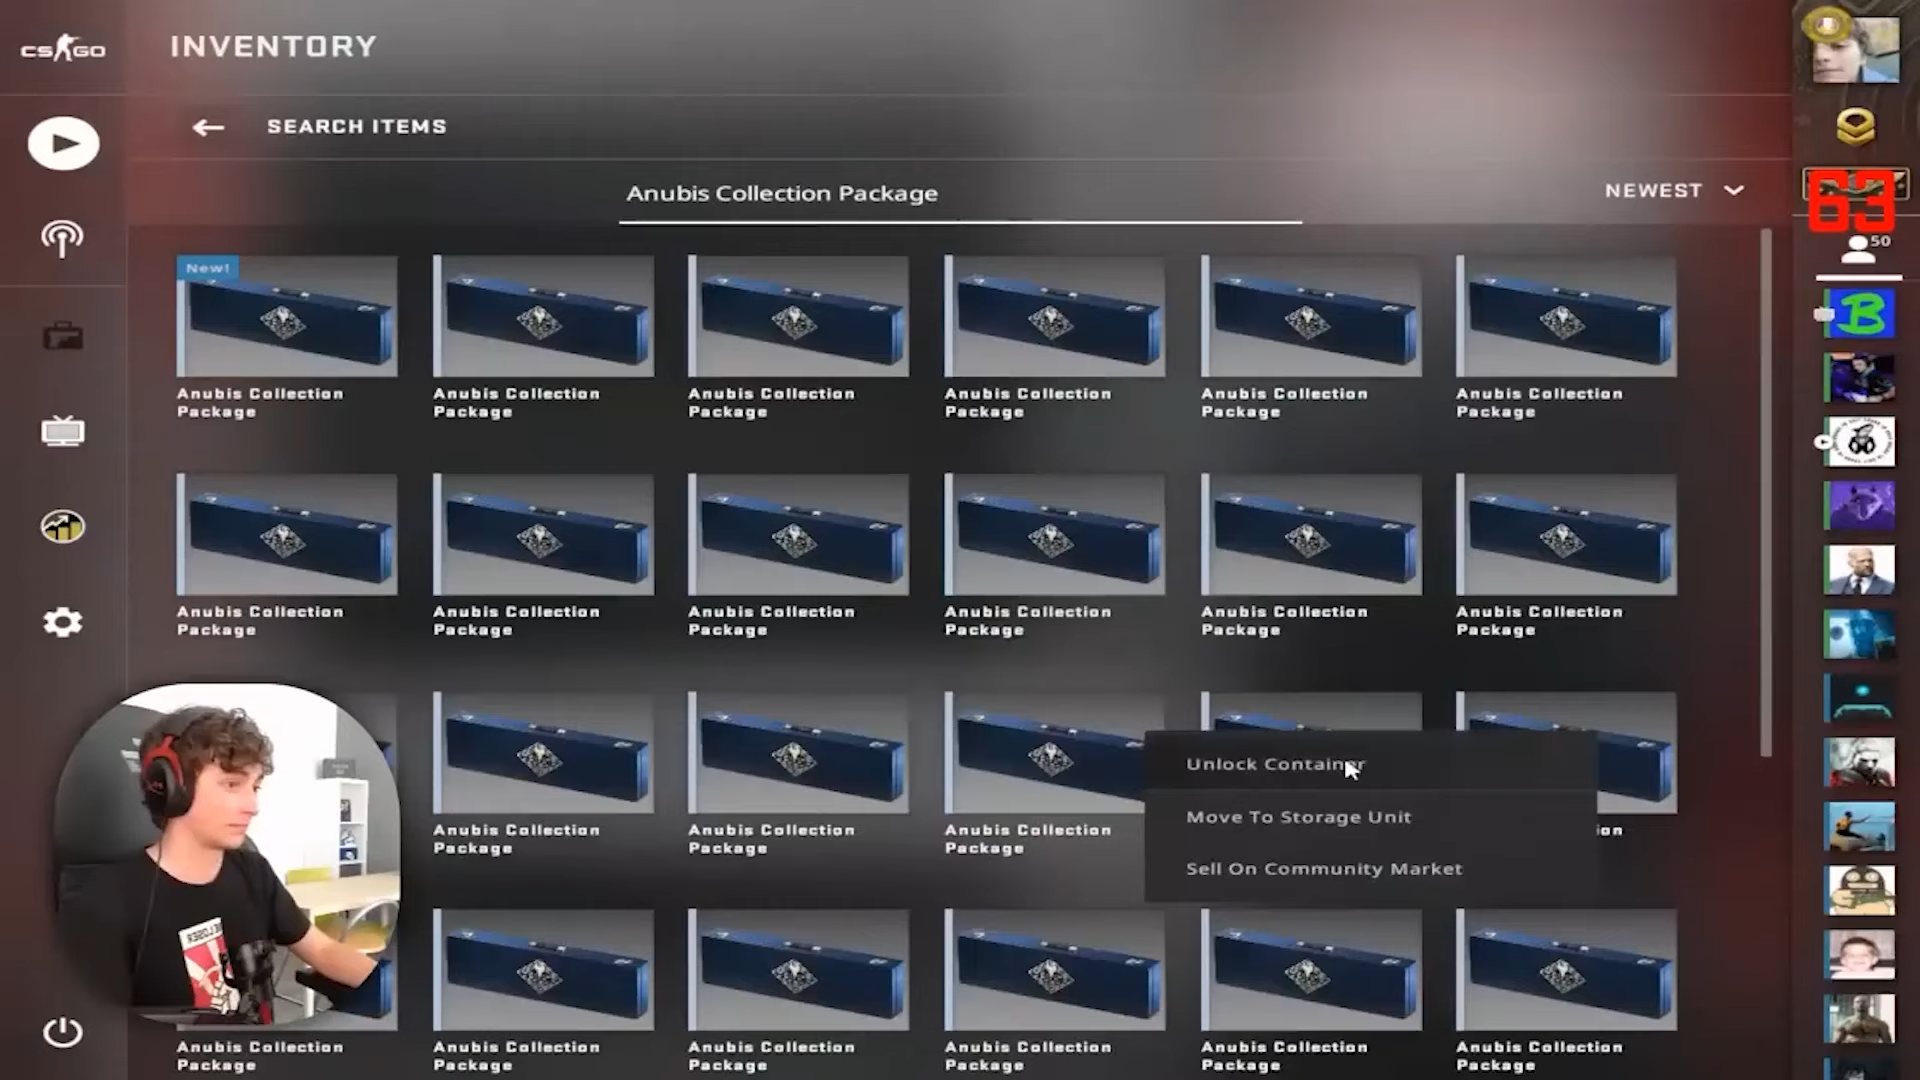 CS GO
INVENTORY
SEARCH ITEMS
Anubis Collection Package
NEWEST
63
50
New!
Anubis Collection
Package
Anubis Collection
Package
Anubis Collection
Package
Anubis Collection
Package
Anubis Collection
Package
Anubis Collection
Package
Anubis Collection
Package
Anubis Collection
Package
Anubis Collection
Package
Anubis Collection
Package
Anubis Collection
Package
Anubis Collection
Package
Anubis Collection
Package
Anubis Collection
Package
Anubis Collection
Package
ion
Unlock Container
Move To Storage Unit
Sell On Community Market
Anubis Collection
Package
Anubis Collection
Package
Anubis Collection
Package
Anubis Collection
Package
Anubis Collection
Package
Anubis Collection
Package
B